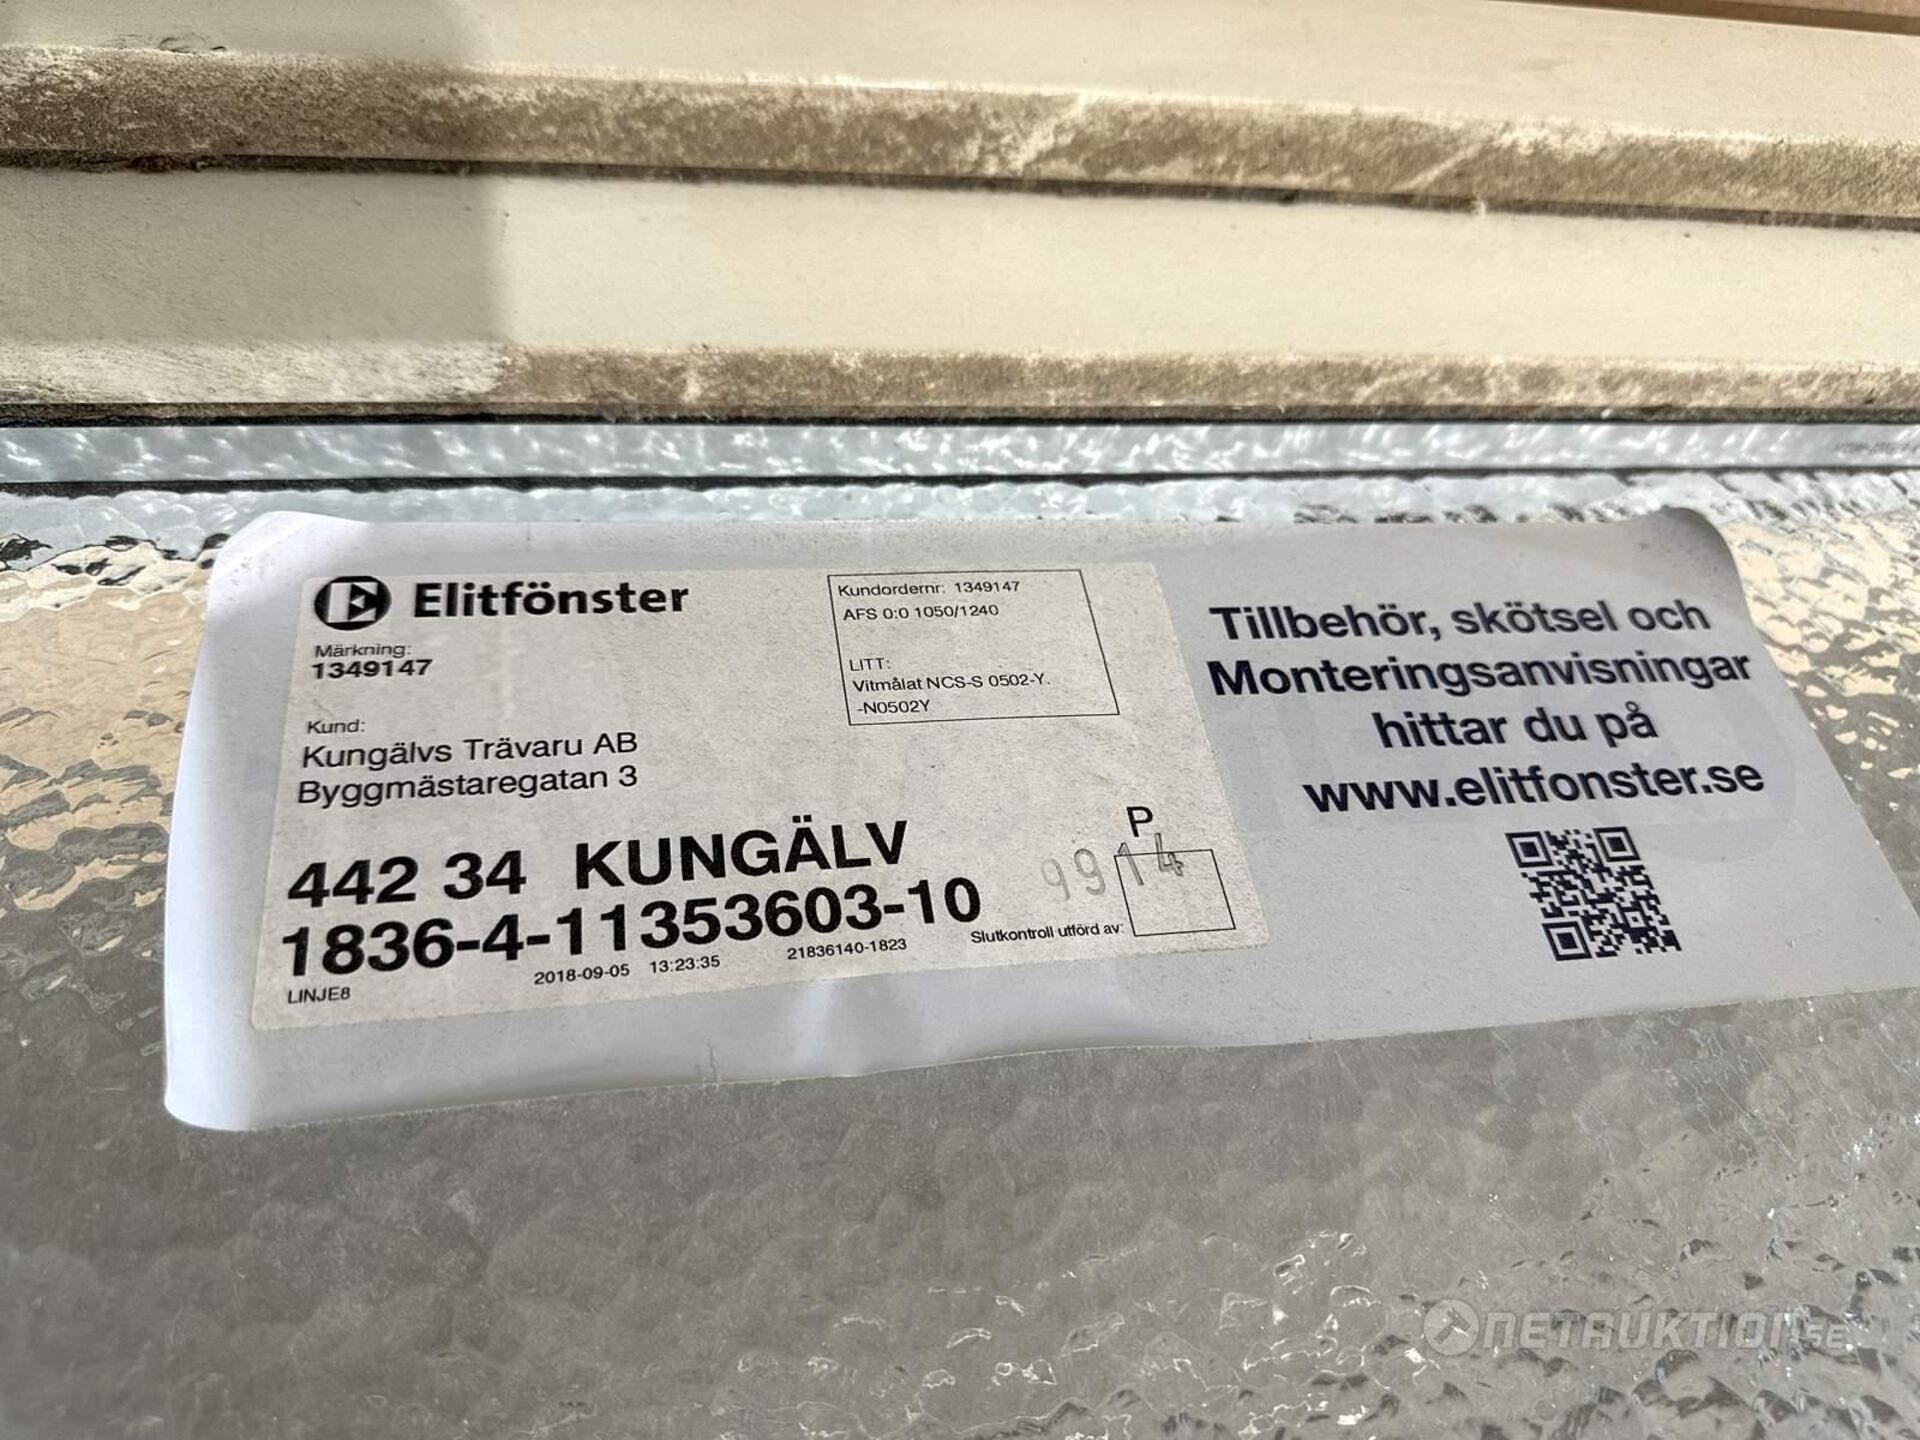 Elitfönster
Märkning:
1349147
Kund:
Kungälvs Trävaru AB
Byggmästaregatan 3
442 34 KUNGÄLV
1836-4-11353603-10
2018-09-05 13:23:35 21836140-1823
LINJE8
Kundordernr: 1349147
AFS 0:0 1050/1240
LITT:
Vitmålat NCS-S 0502-Y.
-N0502Y
P
9914
Slutkontroll utförd av:
Tillbehör, skötsel och
Monteringsanvisningar
hittar du på
www.elitfonster.se
NETRUKTION.SE